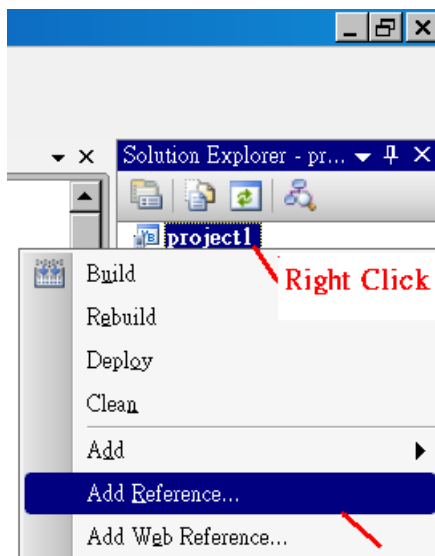 Solution Explorer - pr...
project1
Right Click
Build
Rebuild
Deploy
Clean
Add
Add Reference...
Add Web Reference...